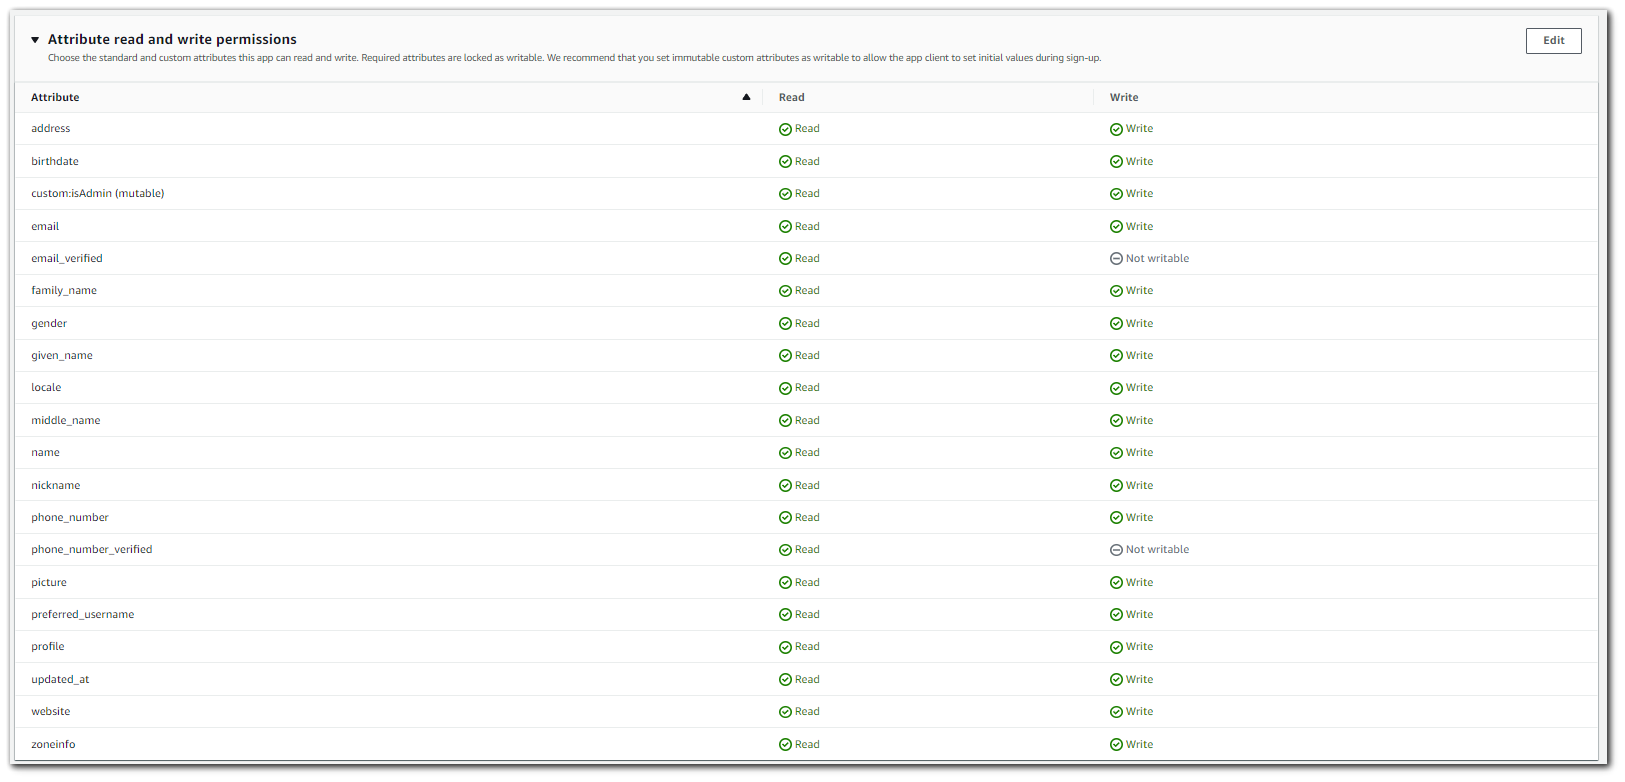 Attribute read and write permissions
Edit
Choose the standard and custom attributes this app can read and write. Required attributes are locked as writable. We recommend that you set immutable custom attributes as writable to allow the app client to set initial values during sign-up.
Attribute Read Write
address Read Write
birthdate Read Write
custom:isAdmin (mutable) Read Write
email Read Write
email_verified Read Not writable
family_name Read Write
gender Read Write
given_name Read Write
locale Read Write
middle_name Read Write
name Read Write
nickname Read Write
phone_number Read Write
phone_number_verified Read Not writable
picture Read Write
preferred_username Read Write
profile Read Write
updated_at Read Write
website Read Write
zoneinfo Read Write